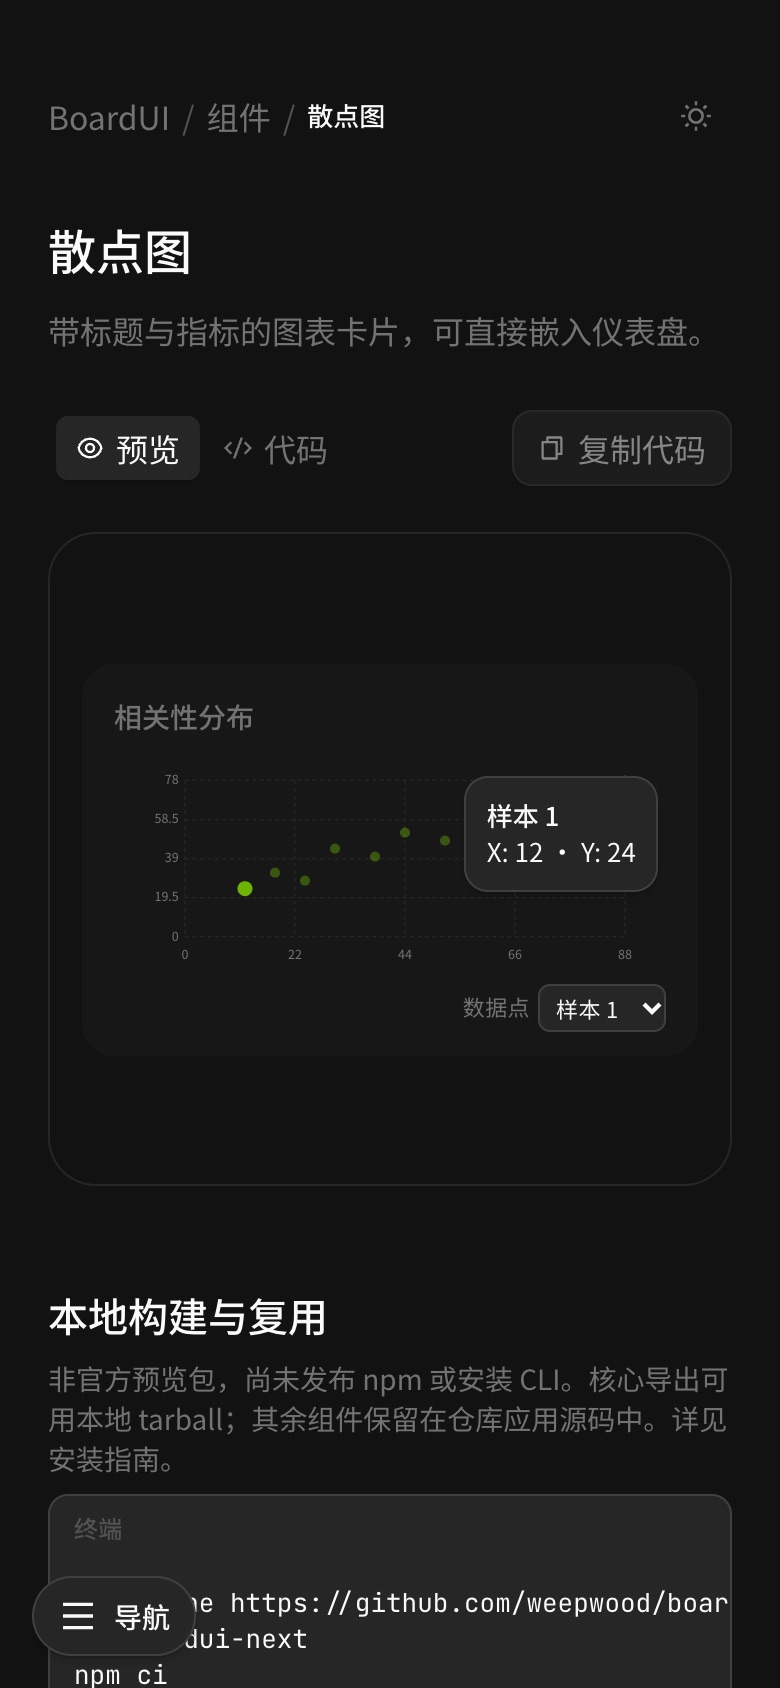 BoardUI / 组件 / 散点图
散点图
带标题与指标的图表卡片，可直接嵌入仪表盘。
预览
代码
复制代码
相关性分布
78
58.5
39
19.5
0
0 22 44 66 88
样本 1
X: 12 • Y: 24
数据点 样本 1
本地构建与复用
非官方预览包，尚未发布 npm 或安装 CLI。核心导出可
用本地 tarball；其余组件保留在仓库应用源码中。详见
安装指南。
终端
ne https://github.com/weepwood/boar
dui-next
npm ci
导航